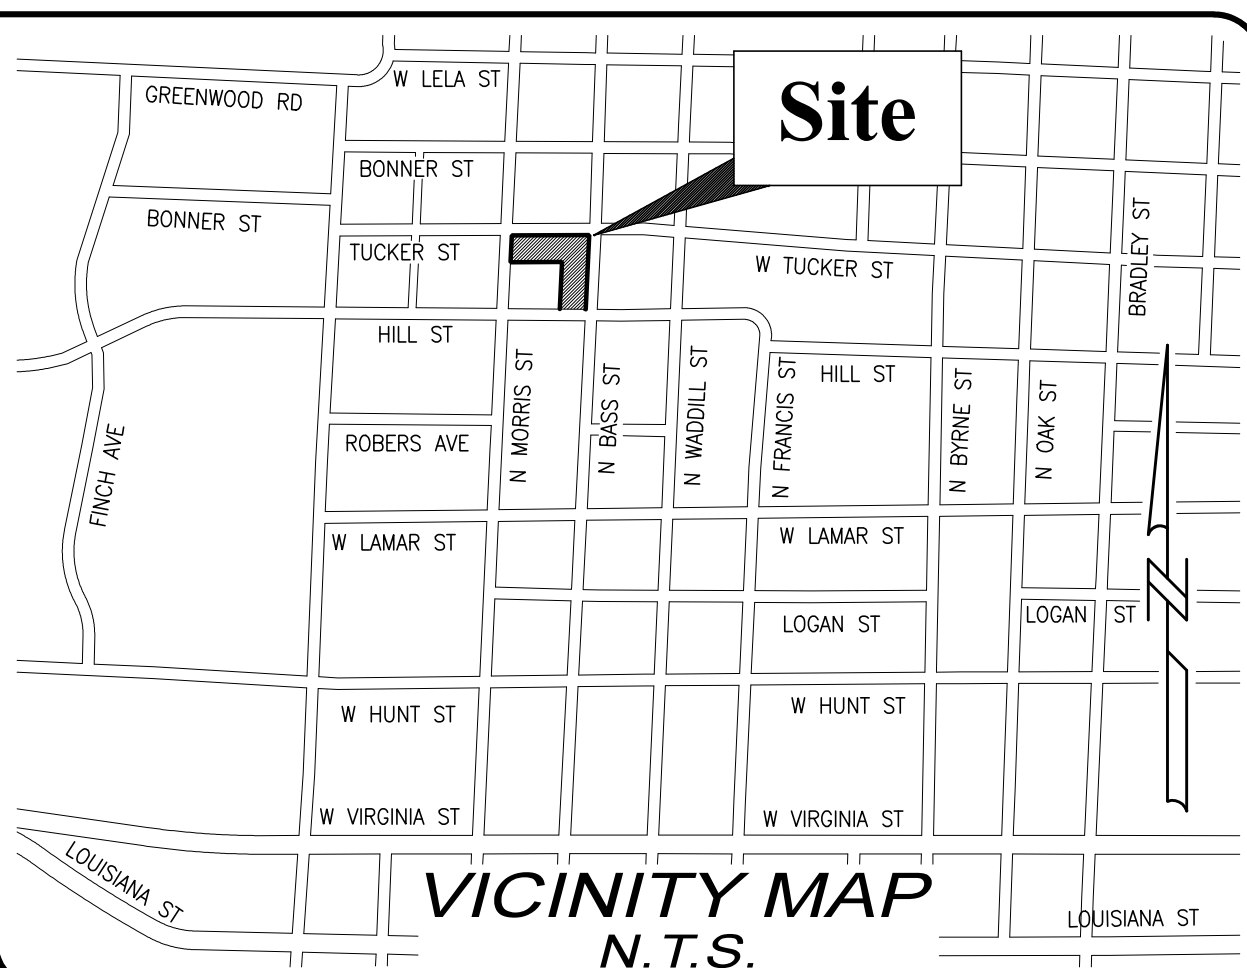 W LELA ST
GREENWOOD RD
Site
BONNER ST
BONNER ST
TUCKER ST
W TUCKER ST
BRADLEY ST
HILL ST
HILL ST
N MORRIS ST
N BASS ST
N WADDILL ST
N FRANCIS ST
N BYRNE ST
N OAK ST
ROBERS AVE
FINCH AVE
W LAMAR ST
W LAMAR ST
N
LOGAN ST
LOGAN ST
W HUNT ST
W HUNT ST
W VIRGINIA ST
W VIRGINIA ST
LOUISIANA ST
LOUISIANA ST
VICINITY MAP
N.T.S.